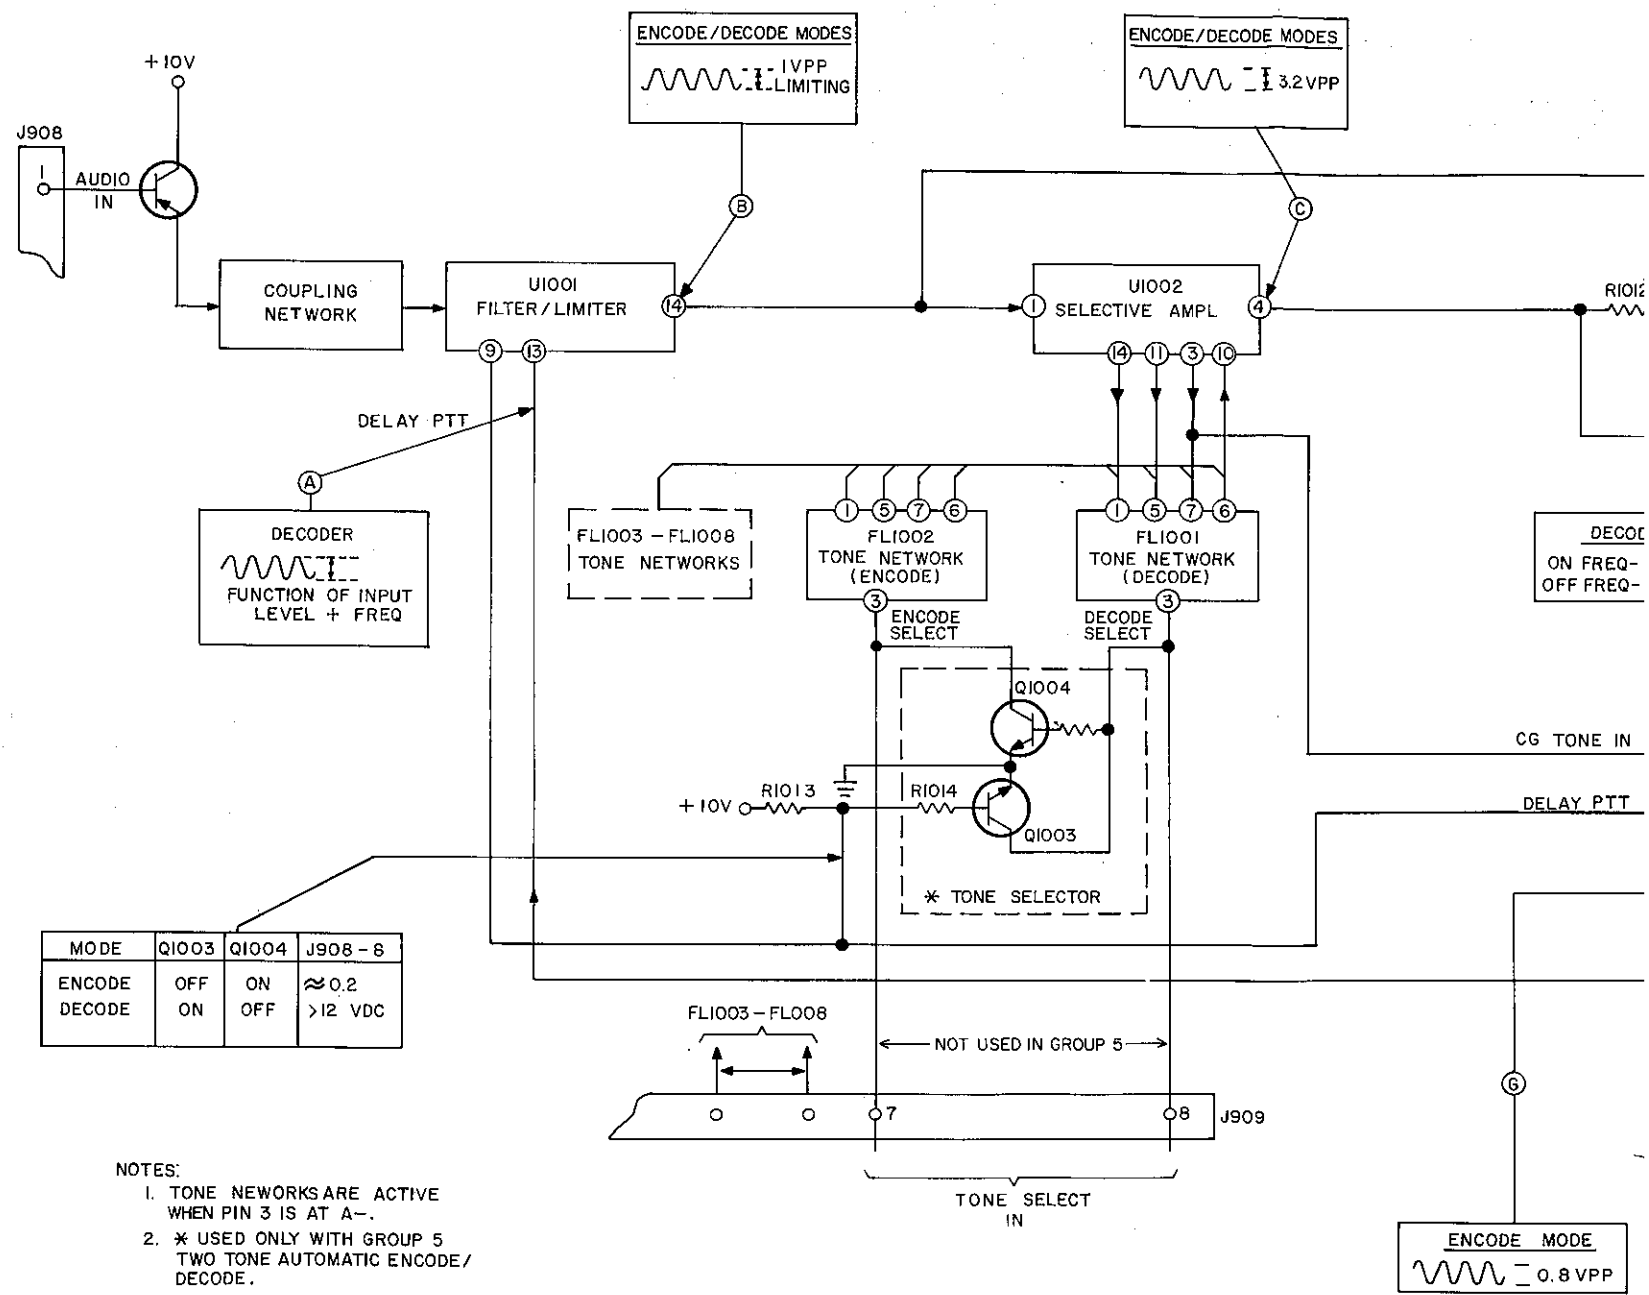 ENCODE/DECODE MODES
1VPP
LIMITING
ENCODE/DECODE MODES
3.2VPP
+10V
J908
1
AUDIO
IN
B
C
COUPLING
NETWORK
U1001
FILTER/LIMITER
14
9
13
1
U1002
SELECTIVE AMPL
4
14
11
3
10
R1012
DELAY PTT
A
DECODER
FUNCTION OF INPUT
LEVEL + FREQ
FL1003-FL1008
TONE NETWORKS
1
5
7
6
FL1002
TONE NETWORK
(ENCODE)
3
ENCODE
SELECT
1
5
7
6
FL1001
TONE NETWORK
(DECODE)
3
DECODE
SELECT
DECOD
ON FREQ-
OFF FREQ-
Q1004
+10V
R1013
R1014
Q1003
* TONE SELECTOR
CG TONE IN
DELAY PTT
MODE Q1003 Q1004 J908-8
ENCODE OFF ON ≈0.2
DECODE ON OFF >12 VDC
FL1003-FL008
NOT USED IN GROUP 5
7
8
J909
TONE SELECT
IN
G
ENCODE MODE
0.8VPP
NOTES:
1. TONE NEWORKS ARE ACTIVE
WHEN PIN 3 IS AT A-.
2. * USED ONLY WITH GROUP 5
TWO TONE AUTOMATIC ENCODE/
DECODE.